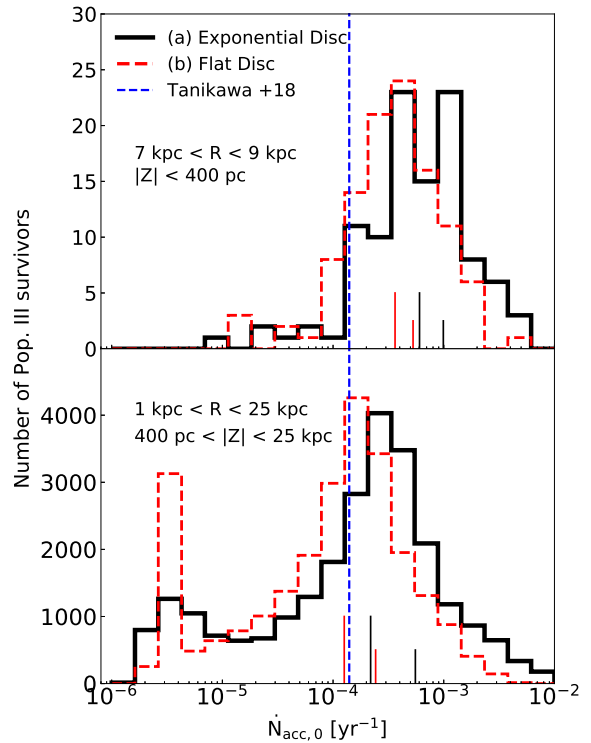 30
(a) Exponential Disc
(b) Flat Disc
Tanikawa +18
25
20
7 kpc < R < 9 kpc
|Z| < 400 pc
15
10
5
0
Number of Pop. III survivors
1 kpc < R < 25 kpc
400 pc < |Z| < 25 kpc
4000
3000
2000
1000
0
10⁻⁶ 10⁻⁵ 10⁻⁴ 10⁻³ 10⁻²
Ṅacc, 0 [yr⁻¹]